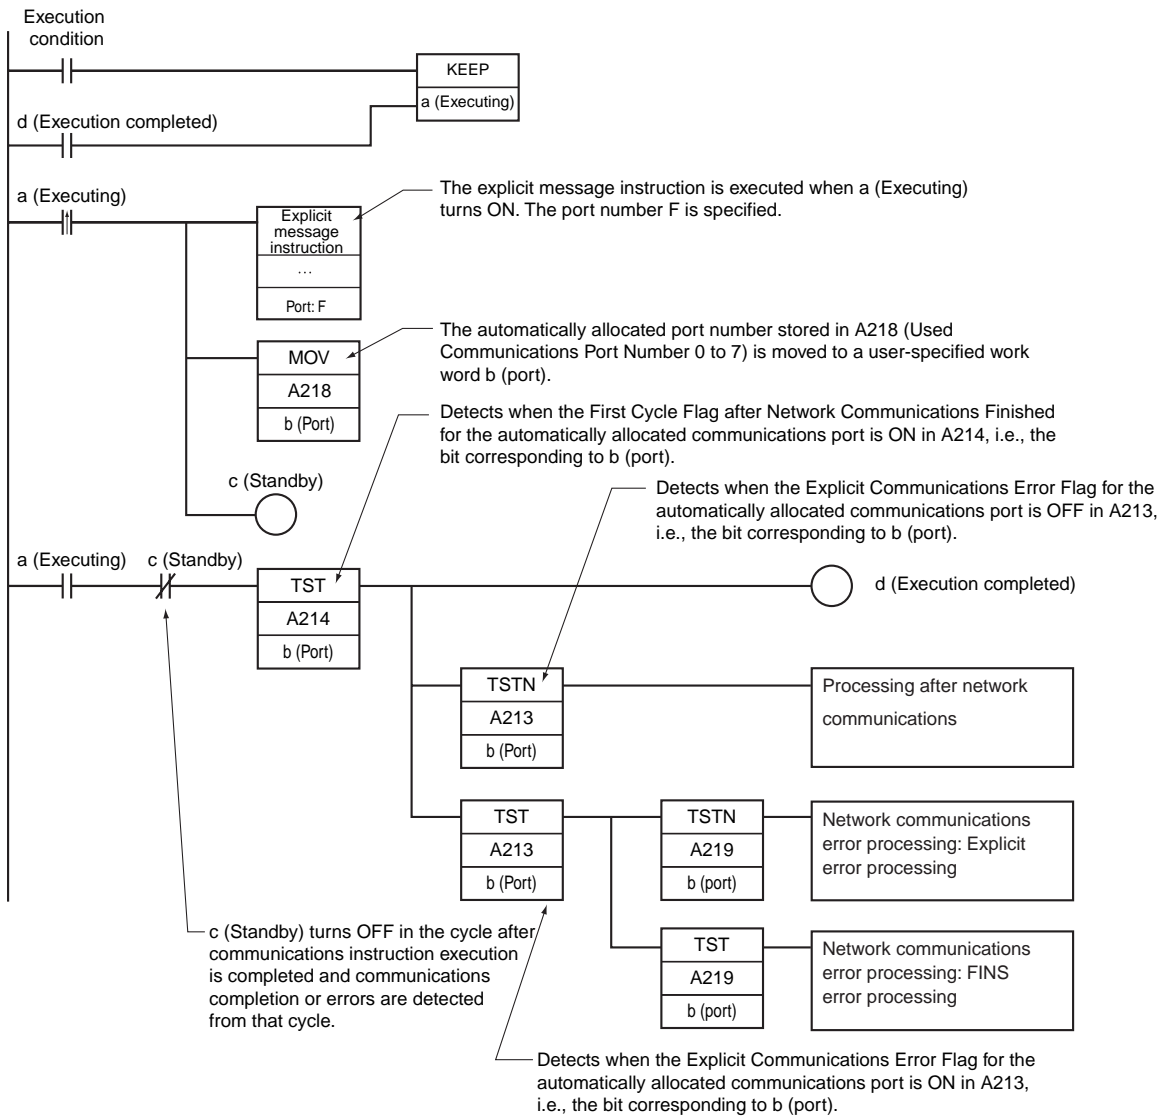 Execution
condition
KEEP
a (Executing)
d (Execution completed)
a (Executing)
The explicit message instruction is executed when a (Executing)
turns ON. The port number F is specified.
Explicit
message
instruction
...
Port: F
The automatically allocated port number stored in A218 (Used
Communications Port Number 0 to 7) is moved to a user-specified work
word b (port).
MOV
A218
b (Port)
Detects when the First Cycle Flag after Network Communications Finished
for the automatically allocated communications port is ON in A214, i.e., the
bit corresponding to b (port).
c (Standby)
Detects when the Explicit Communications Error Flag for the
automatically allocated communications port is OFF in A213,
i.e., the bit corresponding to b (port).
a (Executing)
c (Standby)
TST
A214
b (Port)
d (Execution completed)
TSTN
A213
b (Port)
Processing after network
communications
TST
A213
b (Port)
TSTN
A219
b (port)
Network communications
error processing: Explicit
error processing
c (Standby) turns OFF in the cycle after
communications instruction execution
is completed and communications
completion or errors are detected
from that cycle.
TST
A219
b (port)
Network communications
error processing: FINS
error processing
Detects when the Explicit Communications Error Flag for the
automatically allocated communications port is ON in A213,
i.e., the bit corresponding to b (port).